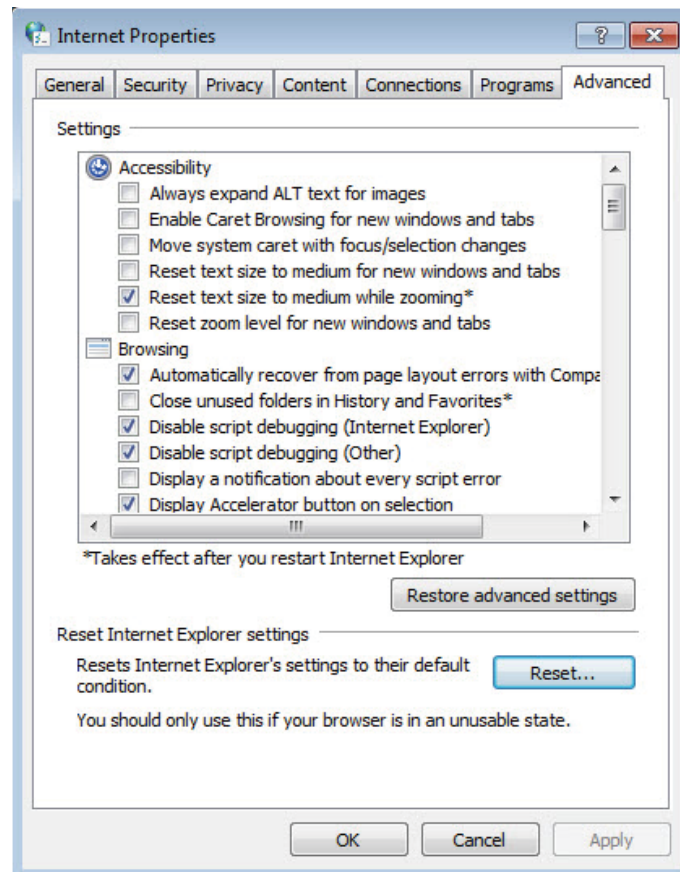 Internet Properties
General Security Privacy Content Connections Programs Advanced
Settings
Accessibility
Always expand ALT text for images
Enable Caret Browsing for new windows and tabs
Move system caret with focus/selection changes
Reset text size to medium for new windows and tabs
Reset text size to medium while zooming*
Reset zoom level for new windows and tabs
Browsing
Automatically recover from page layout errors with Compa
Close unused folders in History and Favorites*
Disable script debugging (Internet Explorer)
Disable script debugging (Other)
Display a notification about every script error
Display Accelerator button on selection
*Takes effect after you restart Internet Explorer
Restore advanced settings
Reset Internet Explorer settings
Resets Internet Explorer's settings to their default
condition.
Reset...
You should only use this if your browser is in an unusable state.
OK Cancel Apply